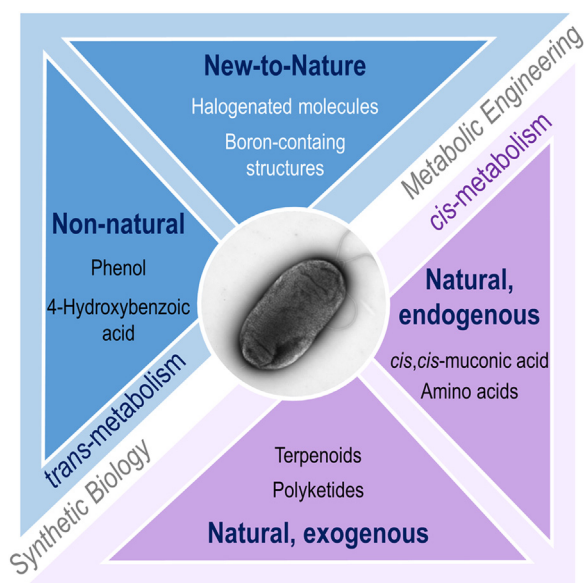 New-to-Nature
Halogenated molecules
Boron-containg
structures
Metabolic Engineering
cis-metabolism
Non-natural
Phenol
4-Hydroxybenzoic
acid
Natural,
endogenous
cis,cis-muconic acid
Amino acids
trans-metabolism
Synthetic Biology
Terpenoids
Polyketides
Natural, exogenous